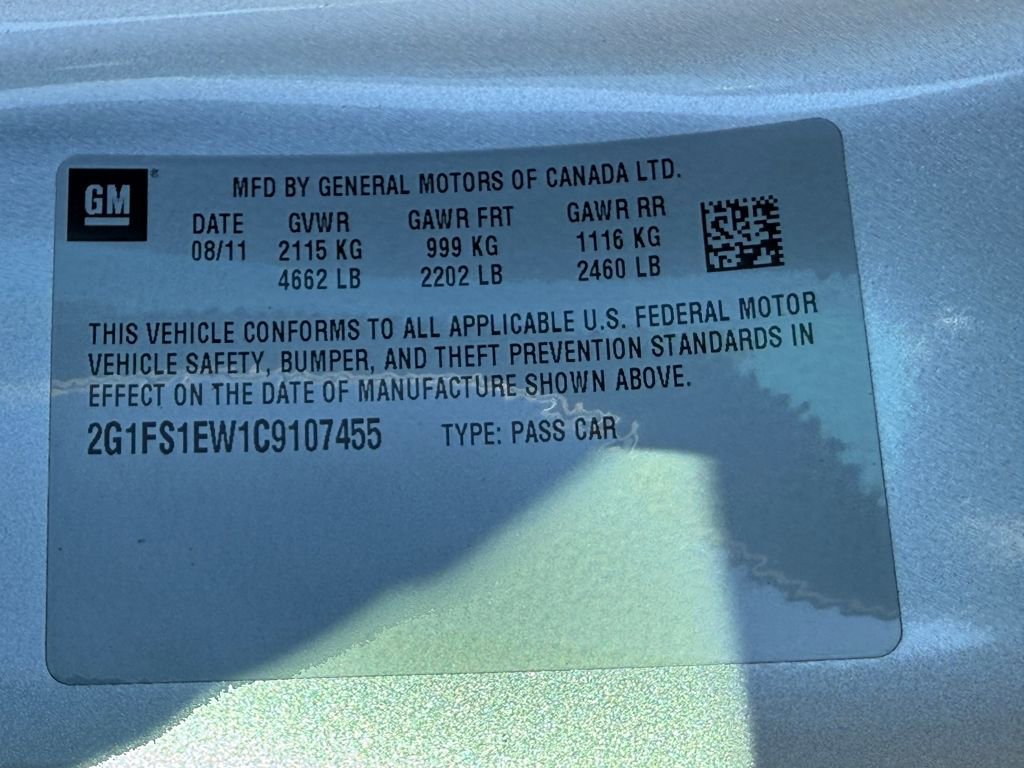 GM
MFD BY GENERAL MOTORS OF CANADA LTD.
DATE GVWR GAWR FRT GAWR RR
08/11 2115 KG 999 KG 1116 KG
4662 LB 2202 LB 2460 LB
THIS VEHICLE CONFORMS TO ALL APPLICABLE U.S. FEDERAL MOTOR
VEHICLE SAFETY, BUMPER, AND THEFT PREVENTION STANDARDS IN
EFFECT ON THE DATE OF MANUFACTURE SHOWN ABOVE.
2G1FS1EW1C9107455 TYPE: PASS CAR